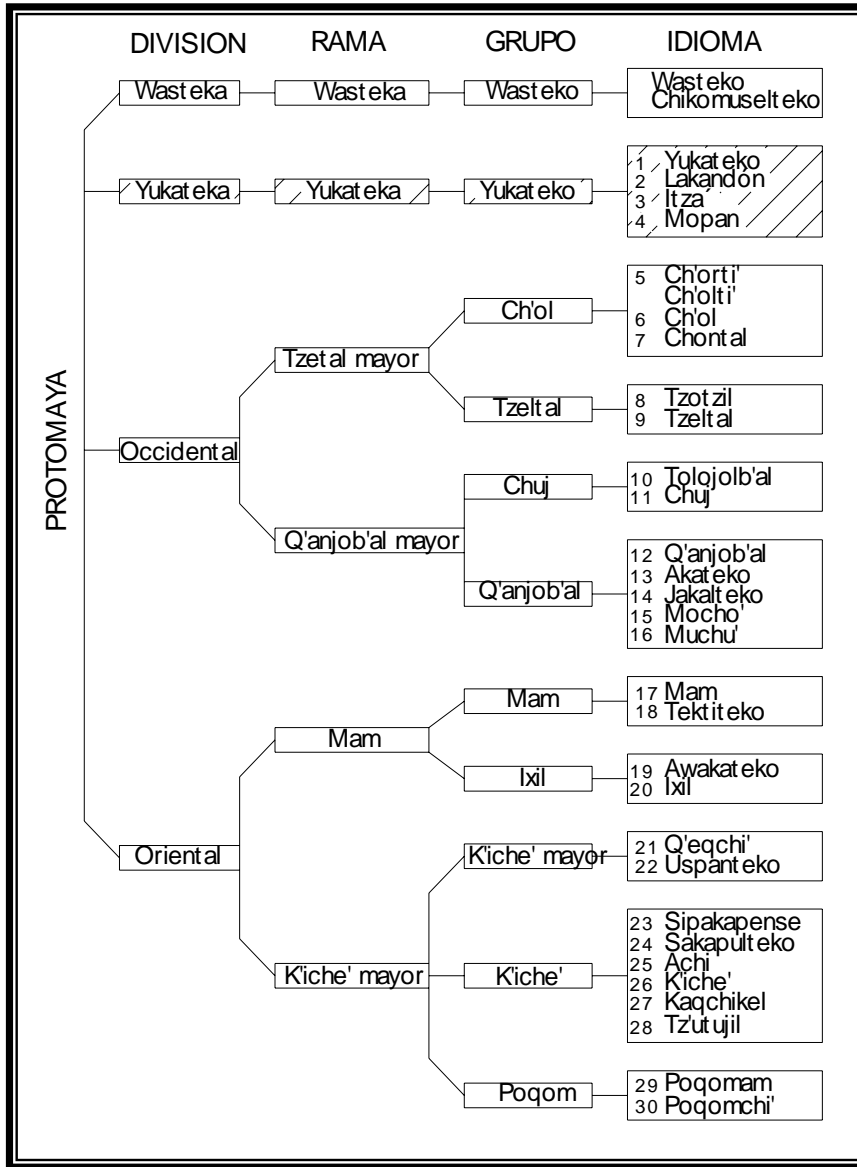 DIVISION RAMA GRUPO IDIOMA
PROTOMAYA
Wasteka Wasteka Wasteko
Wasteko
Chikomuselteko
Yukateka Yukateka Yukateko
1 Yukateko
2 Lakandón
3 Itza'
4 Mopan
Occidental
Tzetal mayor
Ch'ol
5 Ch'orti'
Ch'olti'
6 Ch'ol
7 Chontal
Tzeltal
8 Tzotzil
9 Tzeltal
Q'anjob'al mayor
Chuj
10 Tolojolb'al
11 Chuj
Q'anjob'al
12 Q'anjob'al
13 Akateko
14 Jakalteko
15 Mocho'
16 Muchu'
Oriental
Mam
Mam
17 Mam
18 Tektiteko
Ixil
19 Awakateko
20 Ixil
K'iche' mayor
K'iche' mayor
21 Q'eqchi'
22 Uspanteko
K'iche'
23 Sipakapense
24 Sakapulteko
25 Achi
26 K'iche'
27 Kaqchikel
28 Tz'utujil
Poqom
29 Poqomam
30 Poqomchi'